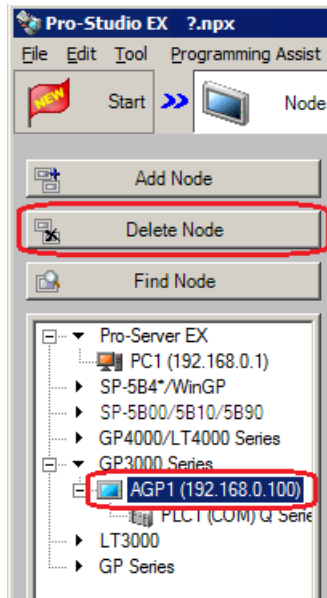 Pro-Studio EX ?.npx
File Edit Tool Programming Assist
NEW Start Node
Add Node
Delete Node
Find Node
Pro-Server EX
PC1 (192.168.0.1)
SP-5B4*/WinGP
SP-5B00/5B10/5B90
GP4000/LT4000 Series
GP3000 Series
AGP1 (192.168.0.100)
PLC1 (COM) Q Serie
LT3000
GP Series